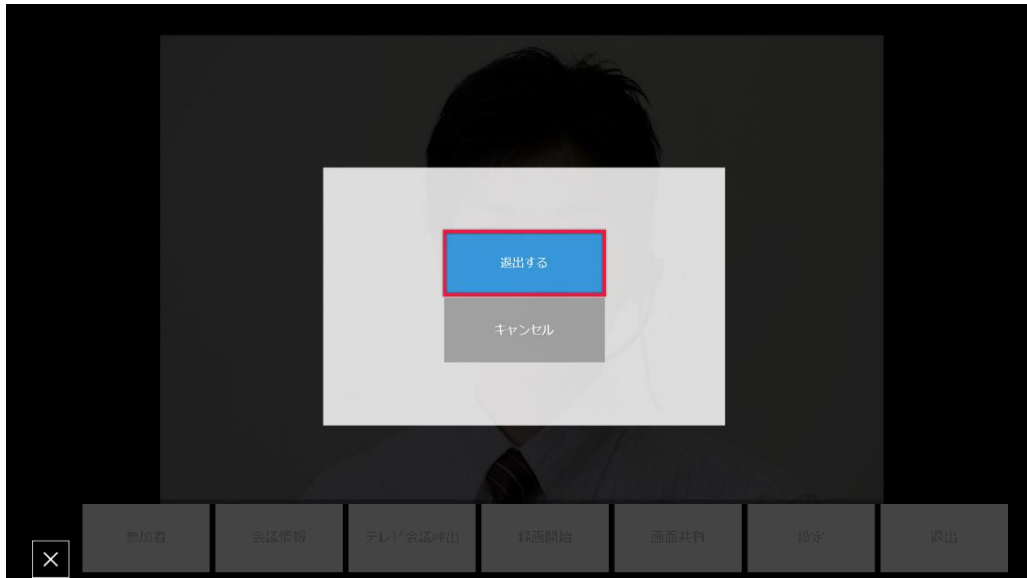 退出する
キャンセル
参加者
会議情報
テレビ会議呼出
録画開始
画面共有
設定
退出